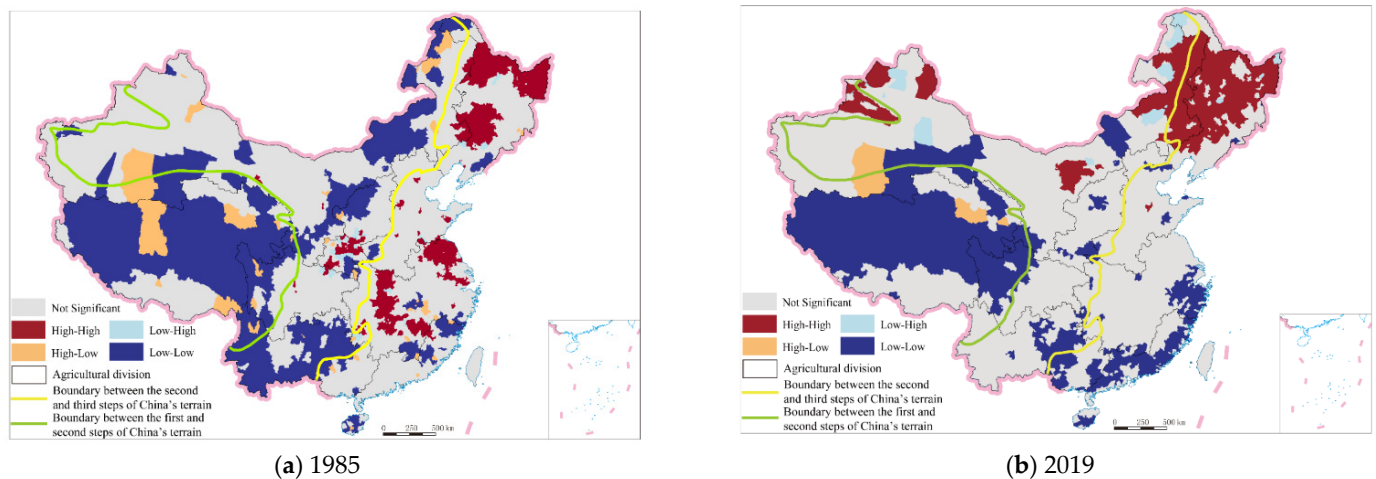 Not Significant
High-High Low-High
High-Low Low-Low
Agricultural division
Boundary between the second
and third steps of China's terrain
Boundary between the first and
second steps of China's terrain
0 250 500 km
(a) 1985
Not Significant
High-High Low-High
High-Low Low-Low
Agricultural division
Boundary between the second
and third steps of China's terrain
Boundary between the first and
second steps of China's terrain
0 250 500 km
(b) 2019